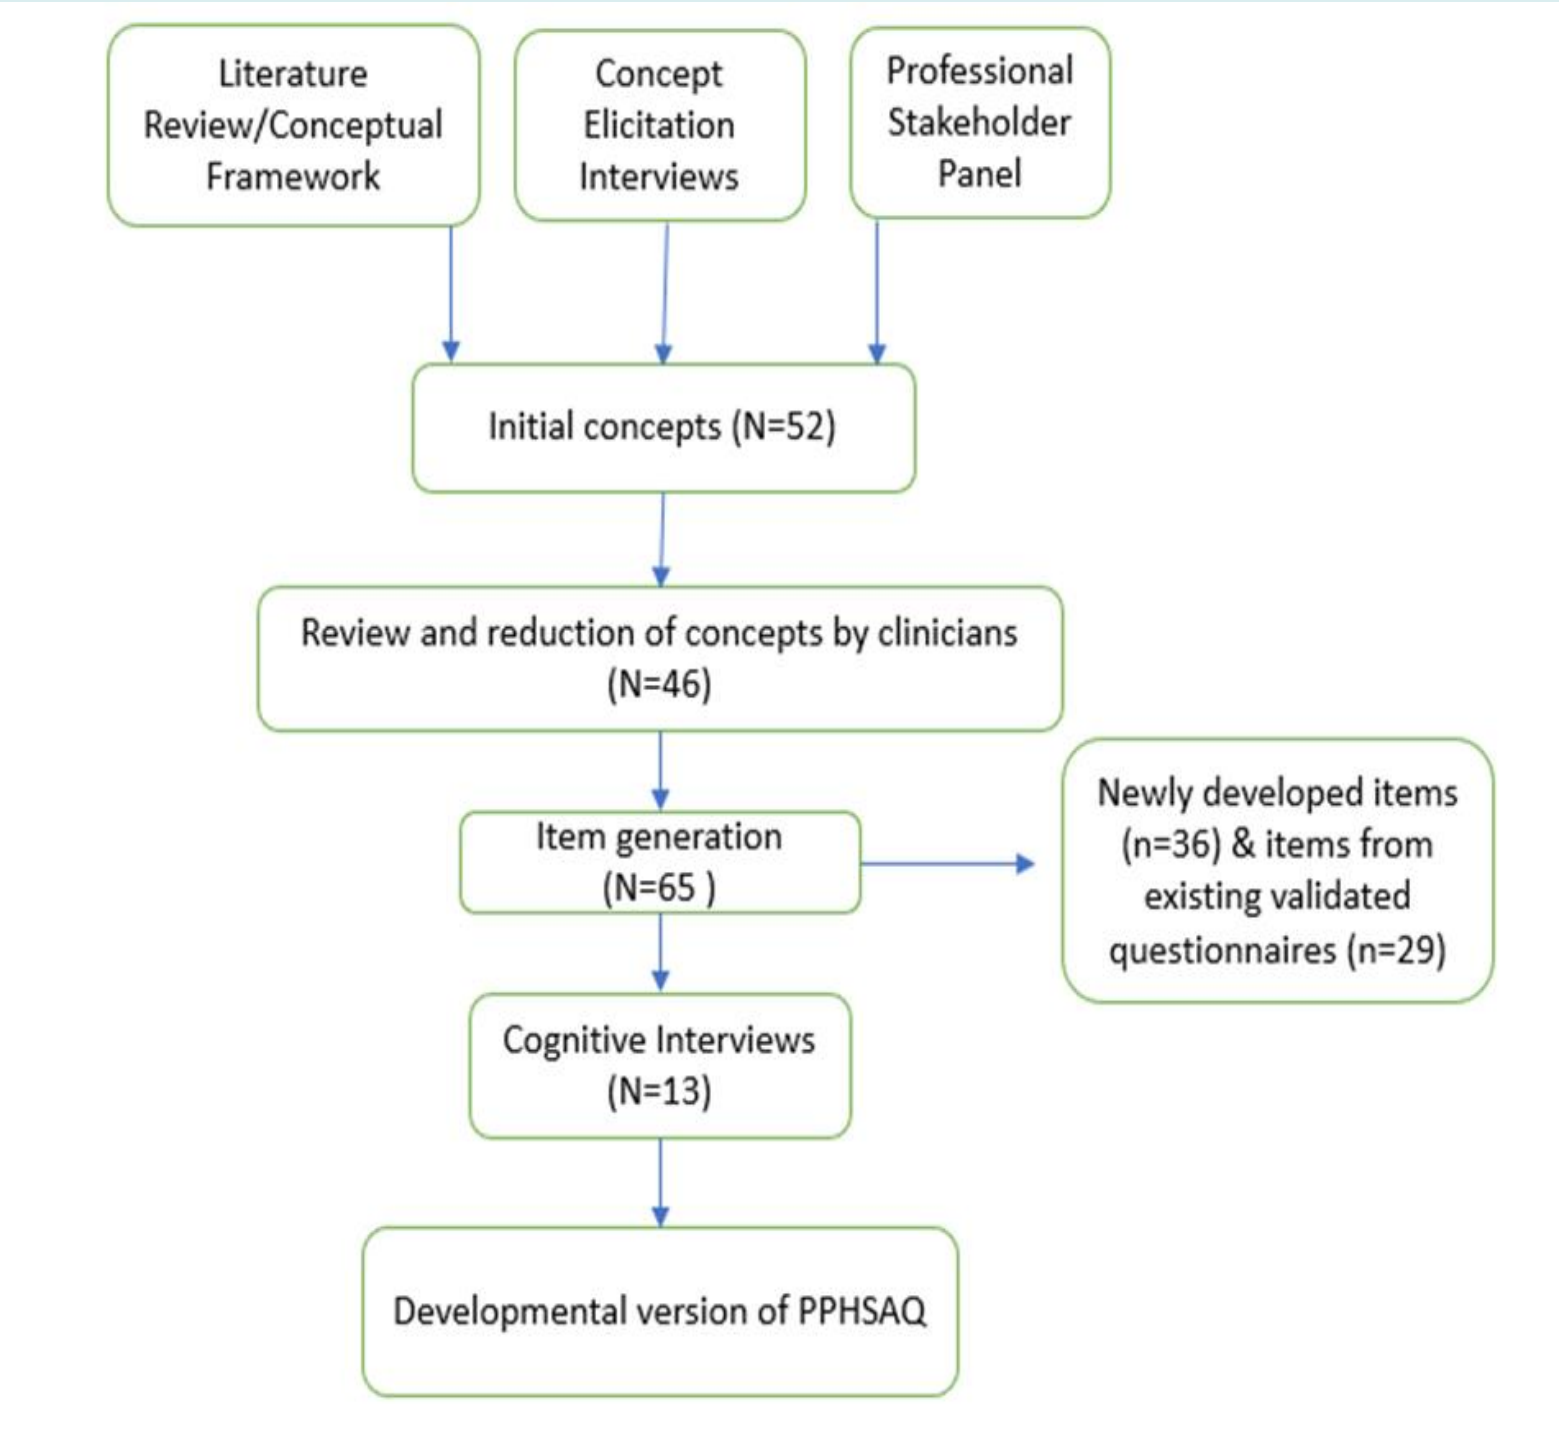 Literature
Review/Conceptual
Framework
Concept
Elicitation
Interviews
Professional
Stakeholder
Panel
Initial concepts (N=52)
Review and reduction of concepts by clinicians
(N=46)
Item generation
(N=65 )
Newly developed items
(n=36) & items from
existing validated
questionnaires (n=29)
Cognitive Interviews
(N=13)
Developmental version of PPHSAQ